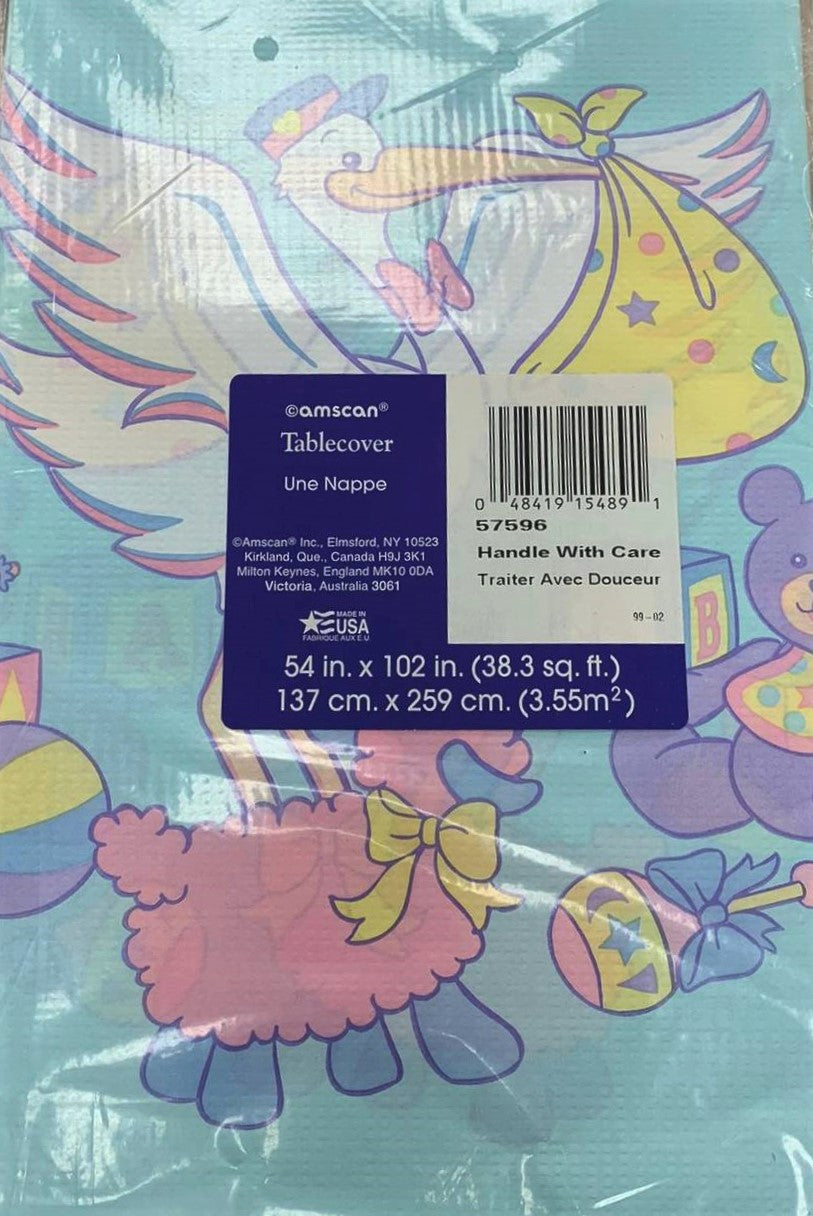 ©amscan®
Tablecover
Une Nappe
©Amscan® Inc., Elmsford, NY 10523
Kirkland, Que., Canada H9J 3K1
Milton Keynes, England MK10 0DA
Victoria, Australia 3061
MADE IN
USA
FABRIQUE AUX E.U.
0 48419 15489 1
57596
Handle With Care
Traiter Avec Douceur
99-02
54 in. x 102 in. (38.3 sq. ft.)
137 cm. x 259 cm. (3.55m²)
B
A